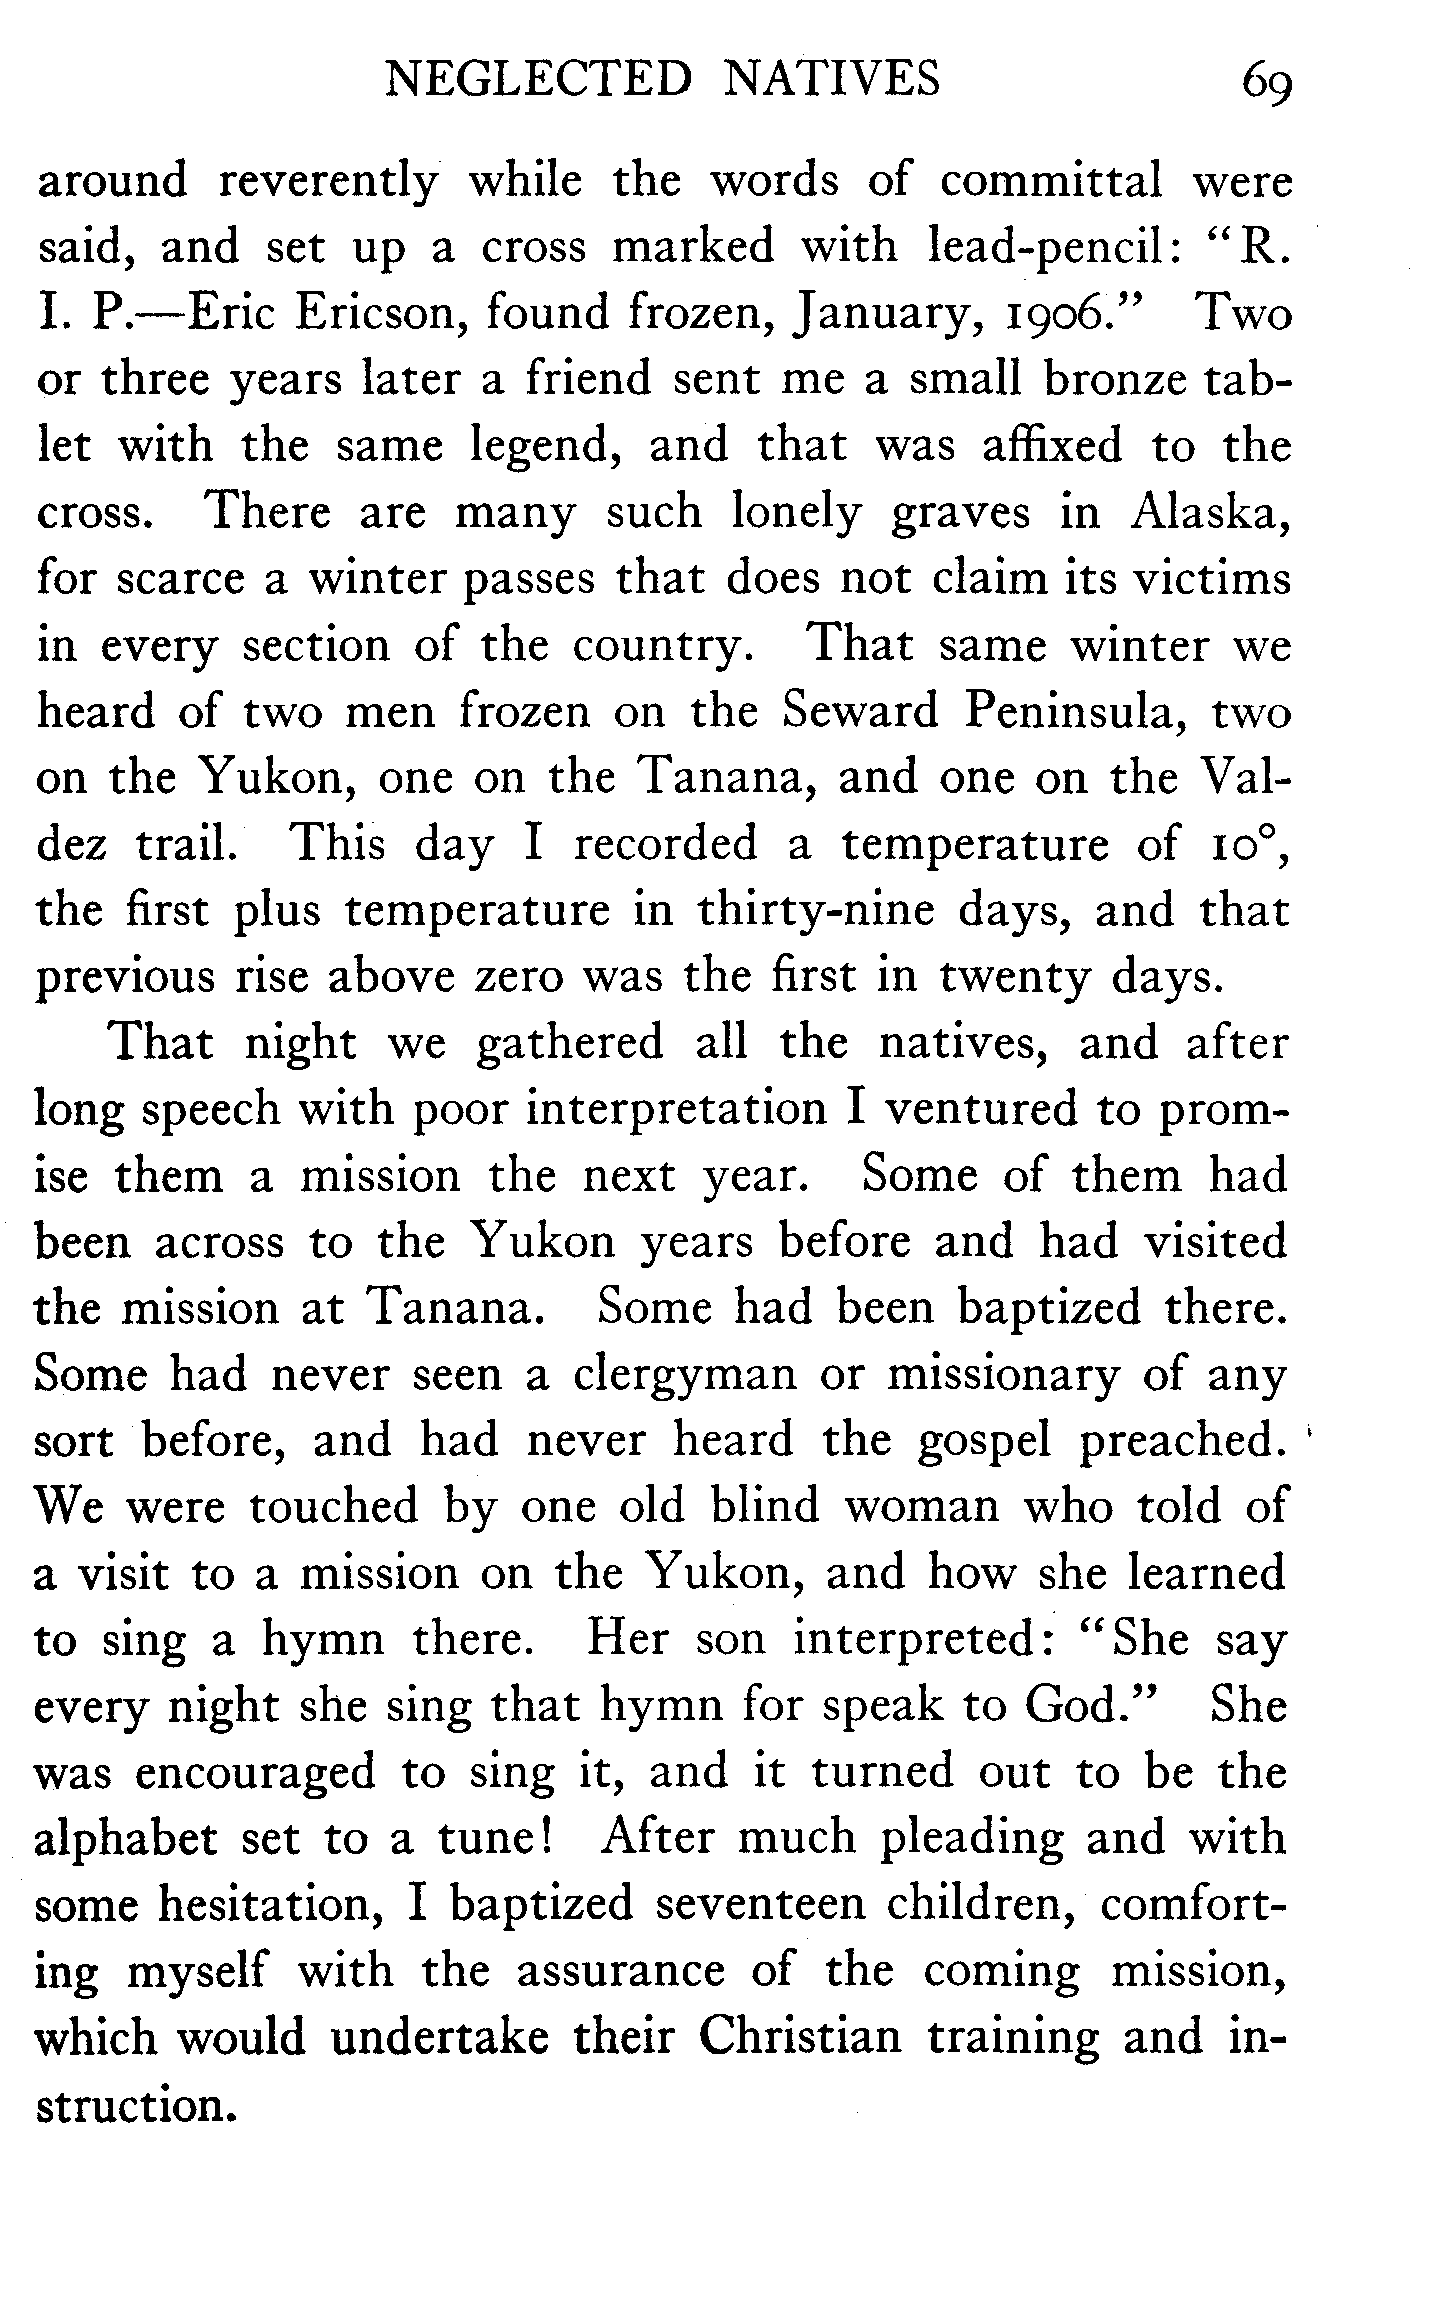 NEGLECTED NATIVES 69
around reverently while the words of committal were
said, and set up a cross marked with lead-pencil: “R.
I. P.—Eric Ericson, found frozen, January, 1906.” Two
or three years later a friend sent me a small bronze tab-
let with the same legend, and that was affixed to the
cross. There are many such lonely graves in Alaska,
for scarce a winter passes that does not claim its victims
in every section of the country. That same winter we
heard of two men frozen on the Seward Peninsula, two
on the Yukon, one on the Tanana, and one on the Val-
dez trail. This day I recorded a temperature of 10°,
the first plus temperature in thirty-nine days, and that
previous rise above zero was the first in twenty days.
That night we gathered all the natives, and after
long speech with poor interpretation I ventured to prom-
ise them a mission the next year. Some of them had
been across to the Yukon years before and had visited
the mission at Tanana. Some had been baptized there.
Some had never seen a clergyman or missionary of any
sort before, and had never heard the gospel preached.
We were touched by one old blind woman who told of
a visit to a mission on the Yukon, and how she learned
to sing a hymn there. Her son interpreted: “She say
every night she sing that hymn for speak to God.” She
was encouraged to sing it, and it turned out to be the
alphabet set to a tune! After much pleading and with
some hesitation, I baptized seventeen children, comfort-
ing myself with the assurance of the coming mission,
which would undertake their Christian training and in-
struction.